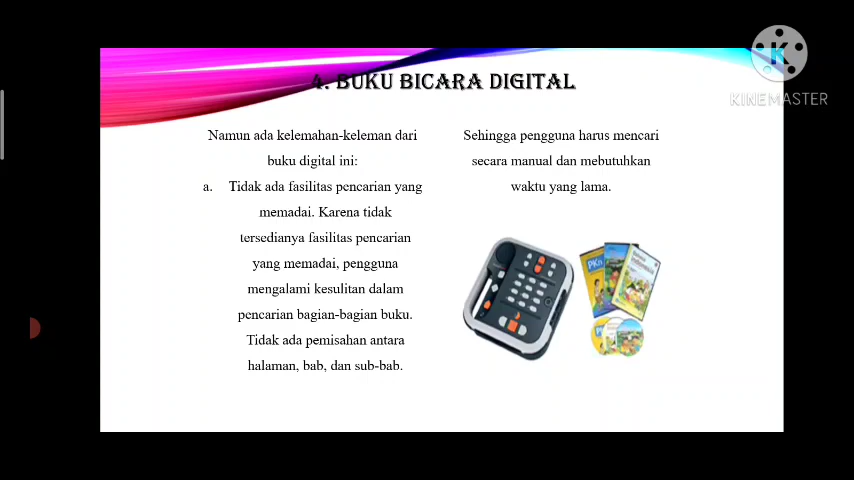 4. BUKU BICARA DIGITAL
K
KINEMASTER
Namun ada kelemahan-keleman dari
buku digital ini:
a. Tidak ada fasilitas pencarian yang
memadai. Karena tidak
tersedianya fasilitas pencarian
yang memadai, pengguna
mengalami kesulitan dalam
pencarian bagian-bagian buku.
Tidak ada pemisahan antara
halaman, bab, dan sub-bab.
Sehingga pengguna harus mencari
secara manual dan mebutuhkan
waktu yang lama.
PKn